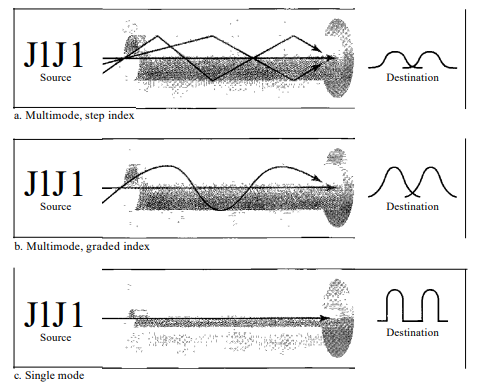 J1J1
Source
Destination
a. Multimode, step index
J1J1
Source
Destination
b. Multimode, graded index
J1J1
Source
Destination
c. Single mode